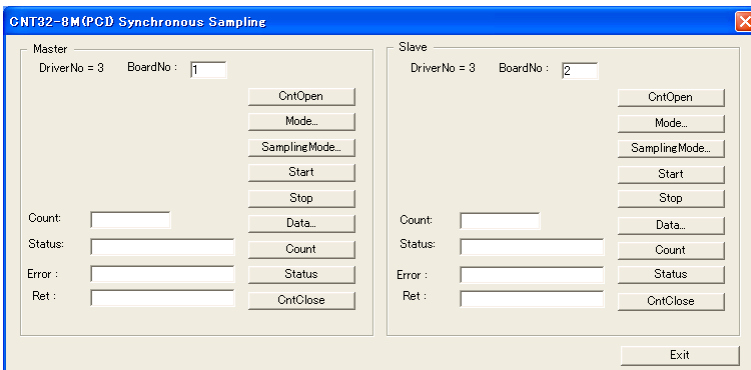 CNT32-8M(PCI) Synchronous Sampling
Master
DriverNo = 3 BoardNo : 1
CntOpen
Mode...
SamplingMode...
Start
Stop
Count: Data...
Status: Count
Error : Status
Ret : CntClose
Slave
DriverNo = 3 BoardNo : 2
CntOpen
Mode...
SamplingMode...
Start
Stop
Count: Data...
Status: Count
Error : Status
Ret : CntClose
Exit